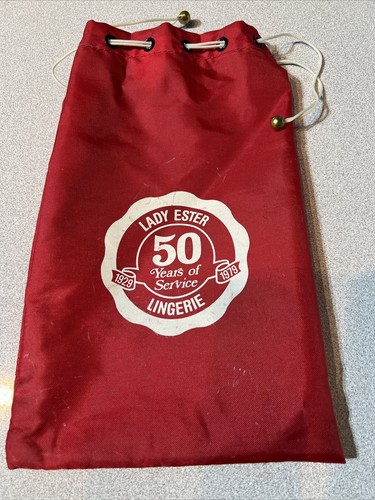 LADY ESTER
50
Years of
Service
1929 1979
LINGERIE